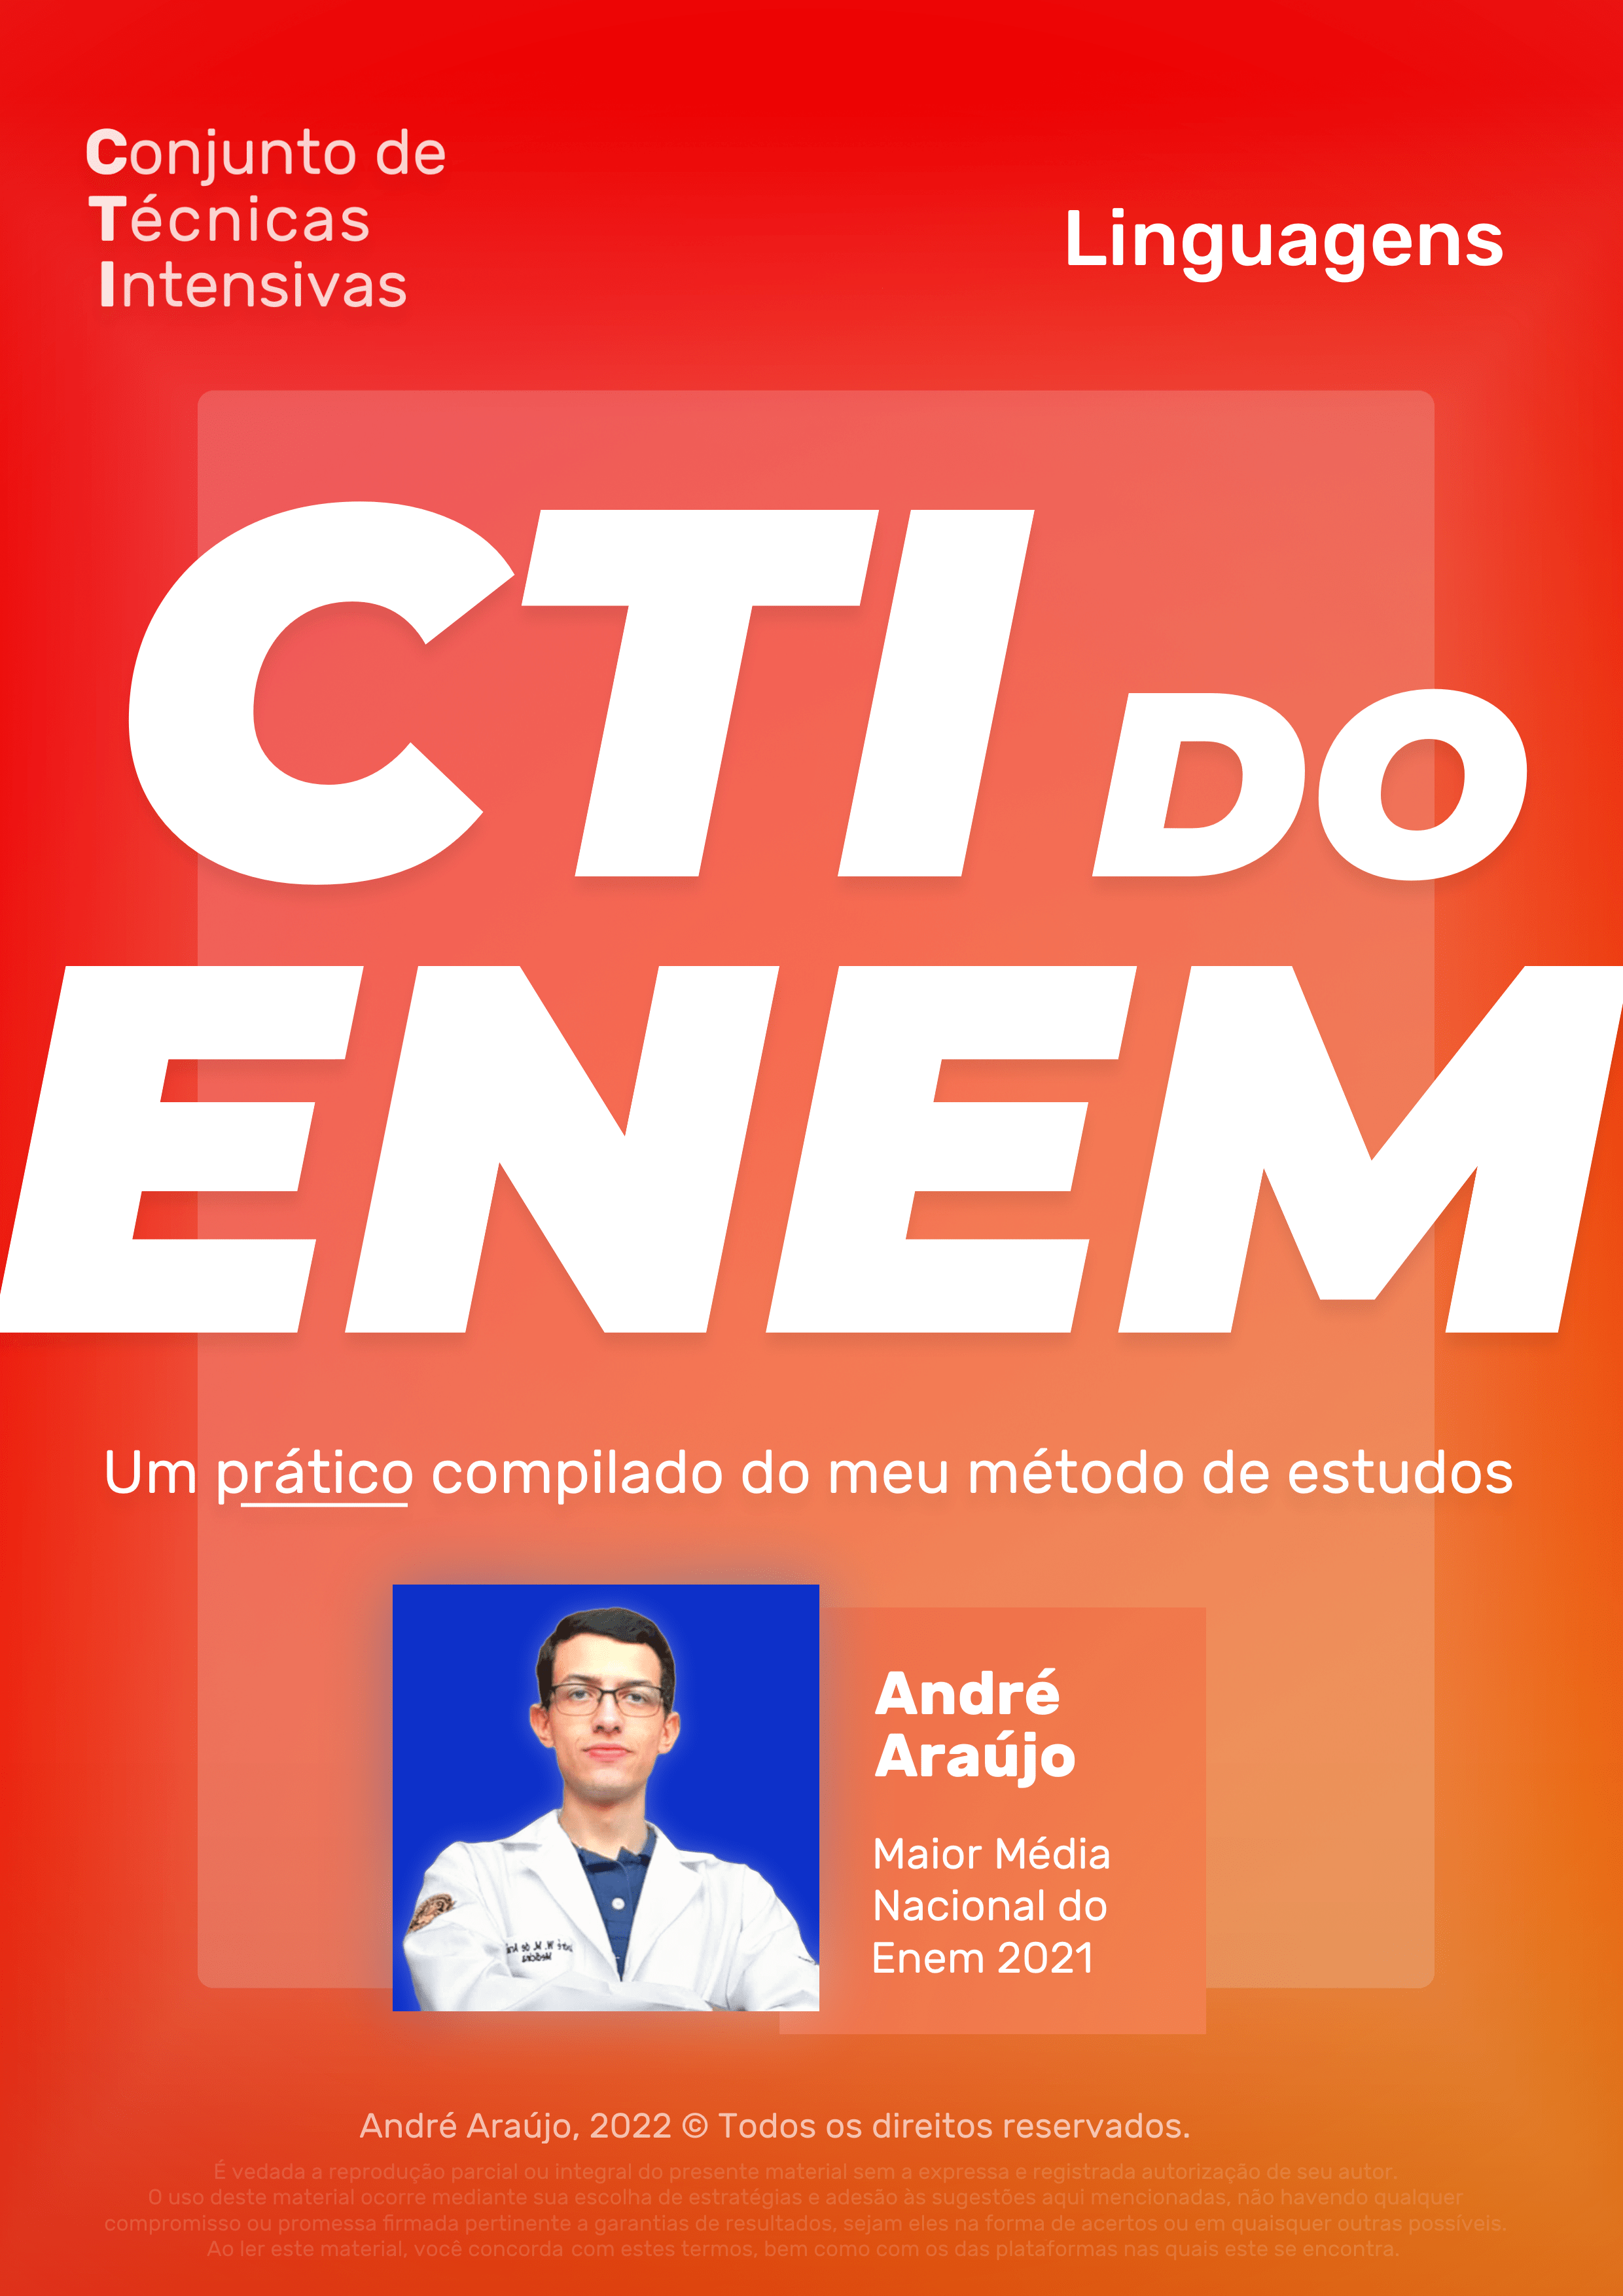 Conjunto de
Técnicas
Intensivas
Linguagens
CTI DO
ENEM
Um prático compilado do meu método de estudos
André
Araújo
Maior Média
Nacional do
Enem 2021
André Araújo, 2022 © Todos os direitos reservados.
É vedada a reprodução parcial ou integral do presente material sem a expressa e registrada autorização de seu autor.
O uso deste material ocorre mediante sua escolha de estratégias e adesão às sugestões aqui mencionadas, não havendo qualquer
compromisso ou promessa firmada pertinente a garantias de resultados, sejam eles na forma de acertos ou em quaisquer outras possíveis.
Ao ler este material, você concorda com estes termos, bem como com os das plataformas nas quais este se encontra.